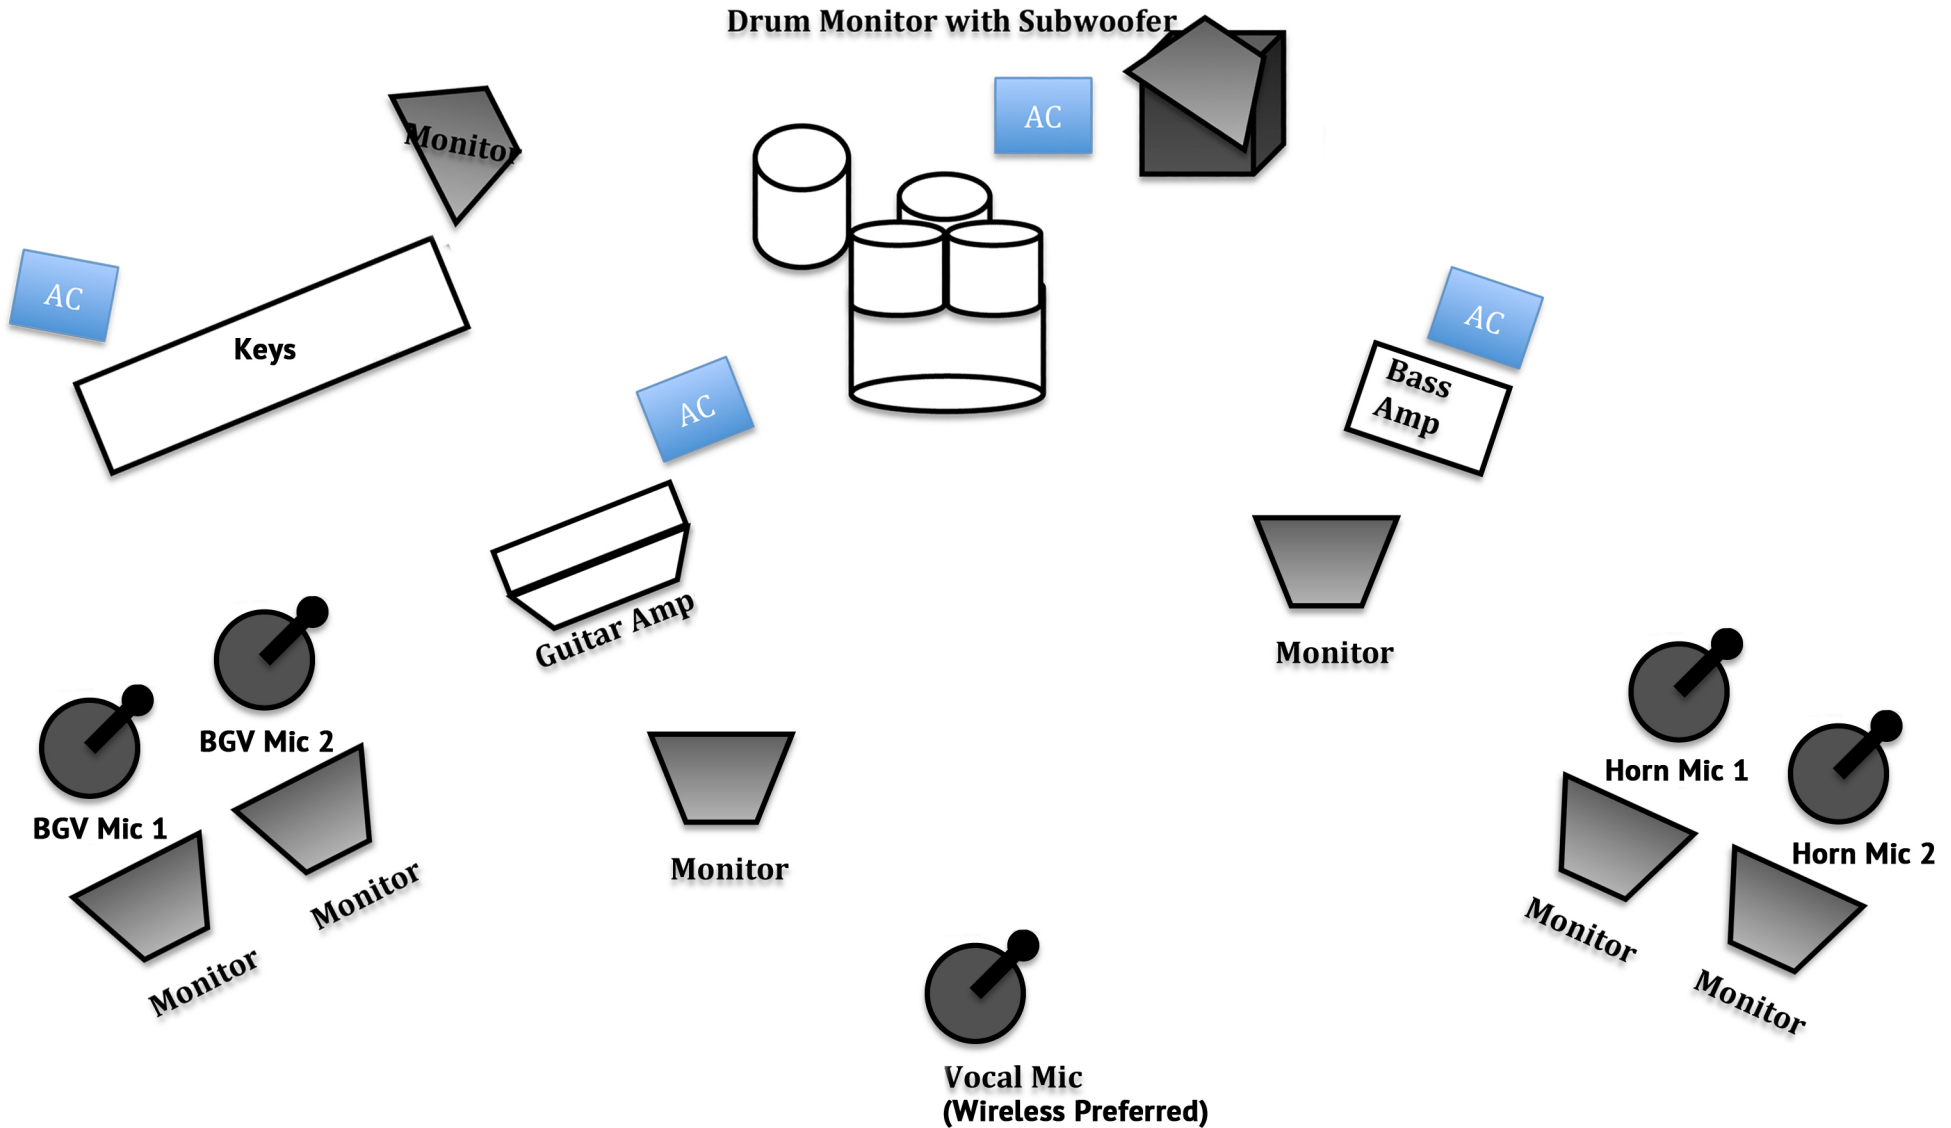 Drum Monitor with Subwoofer
AC
Monitor
AC
Keys
AC
Bass
Amp
AC
Guitar Amp
Monitor
BGV Mic 2
Horn Mic 1
BGV Mic 1
Horn Mic 2
Monitor
Monitor
Monitor
Monitor
Monitor
Vocal Mic
(Wireless Preferred)